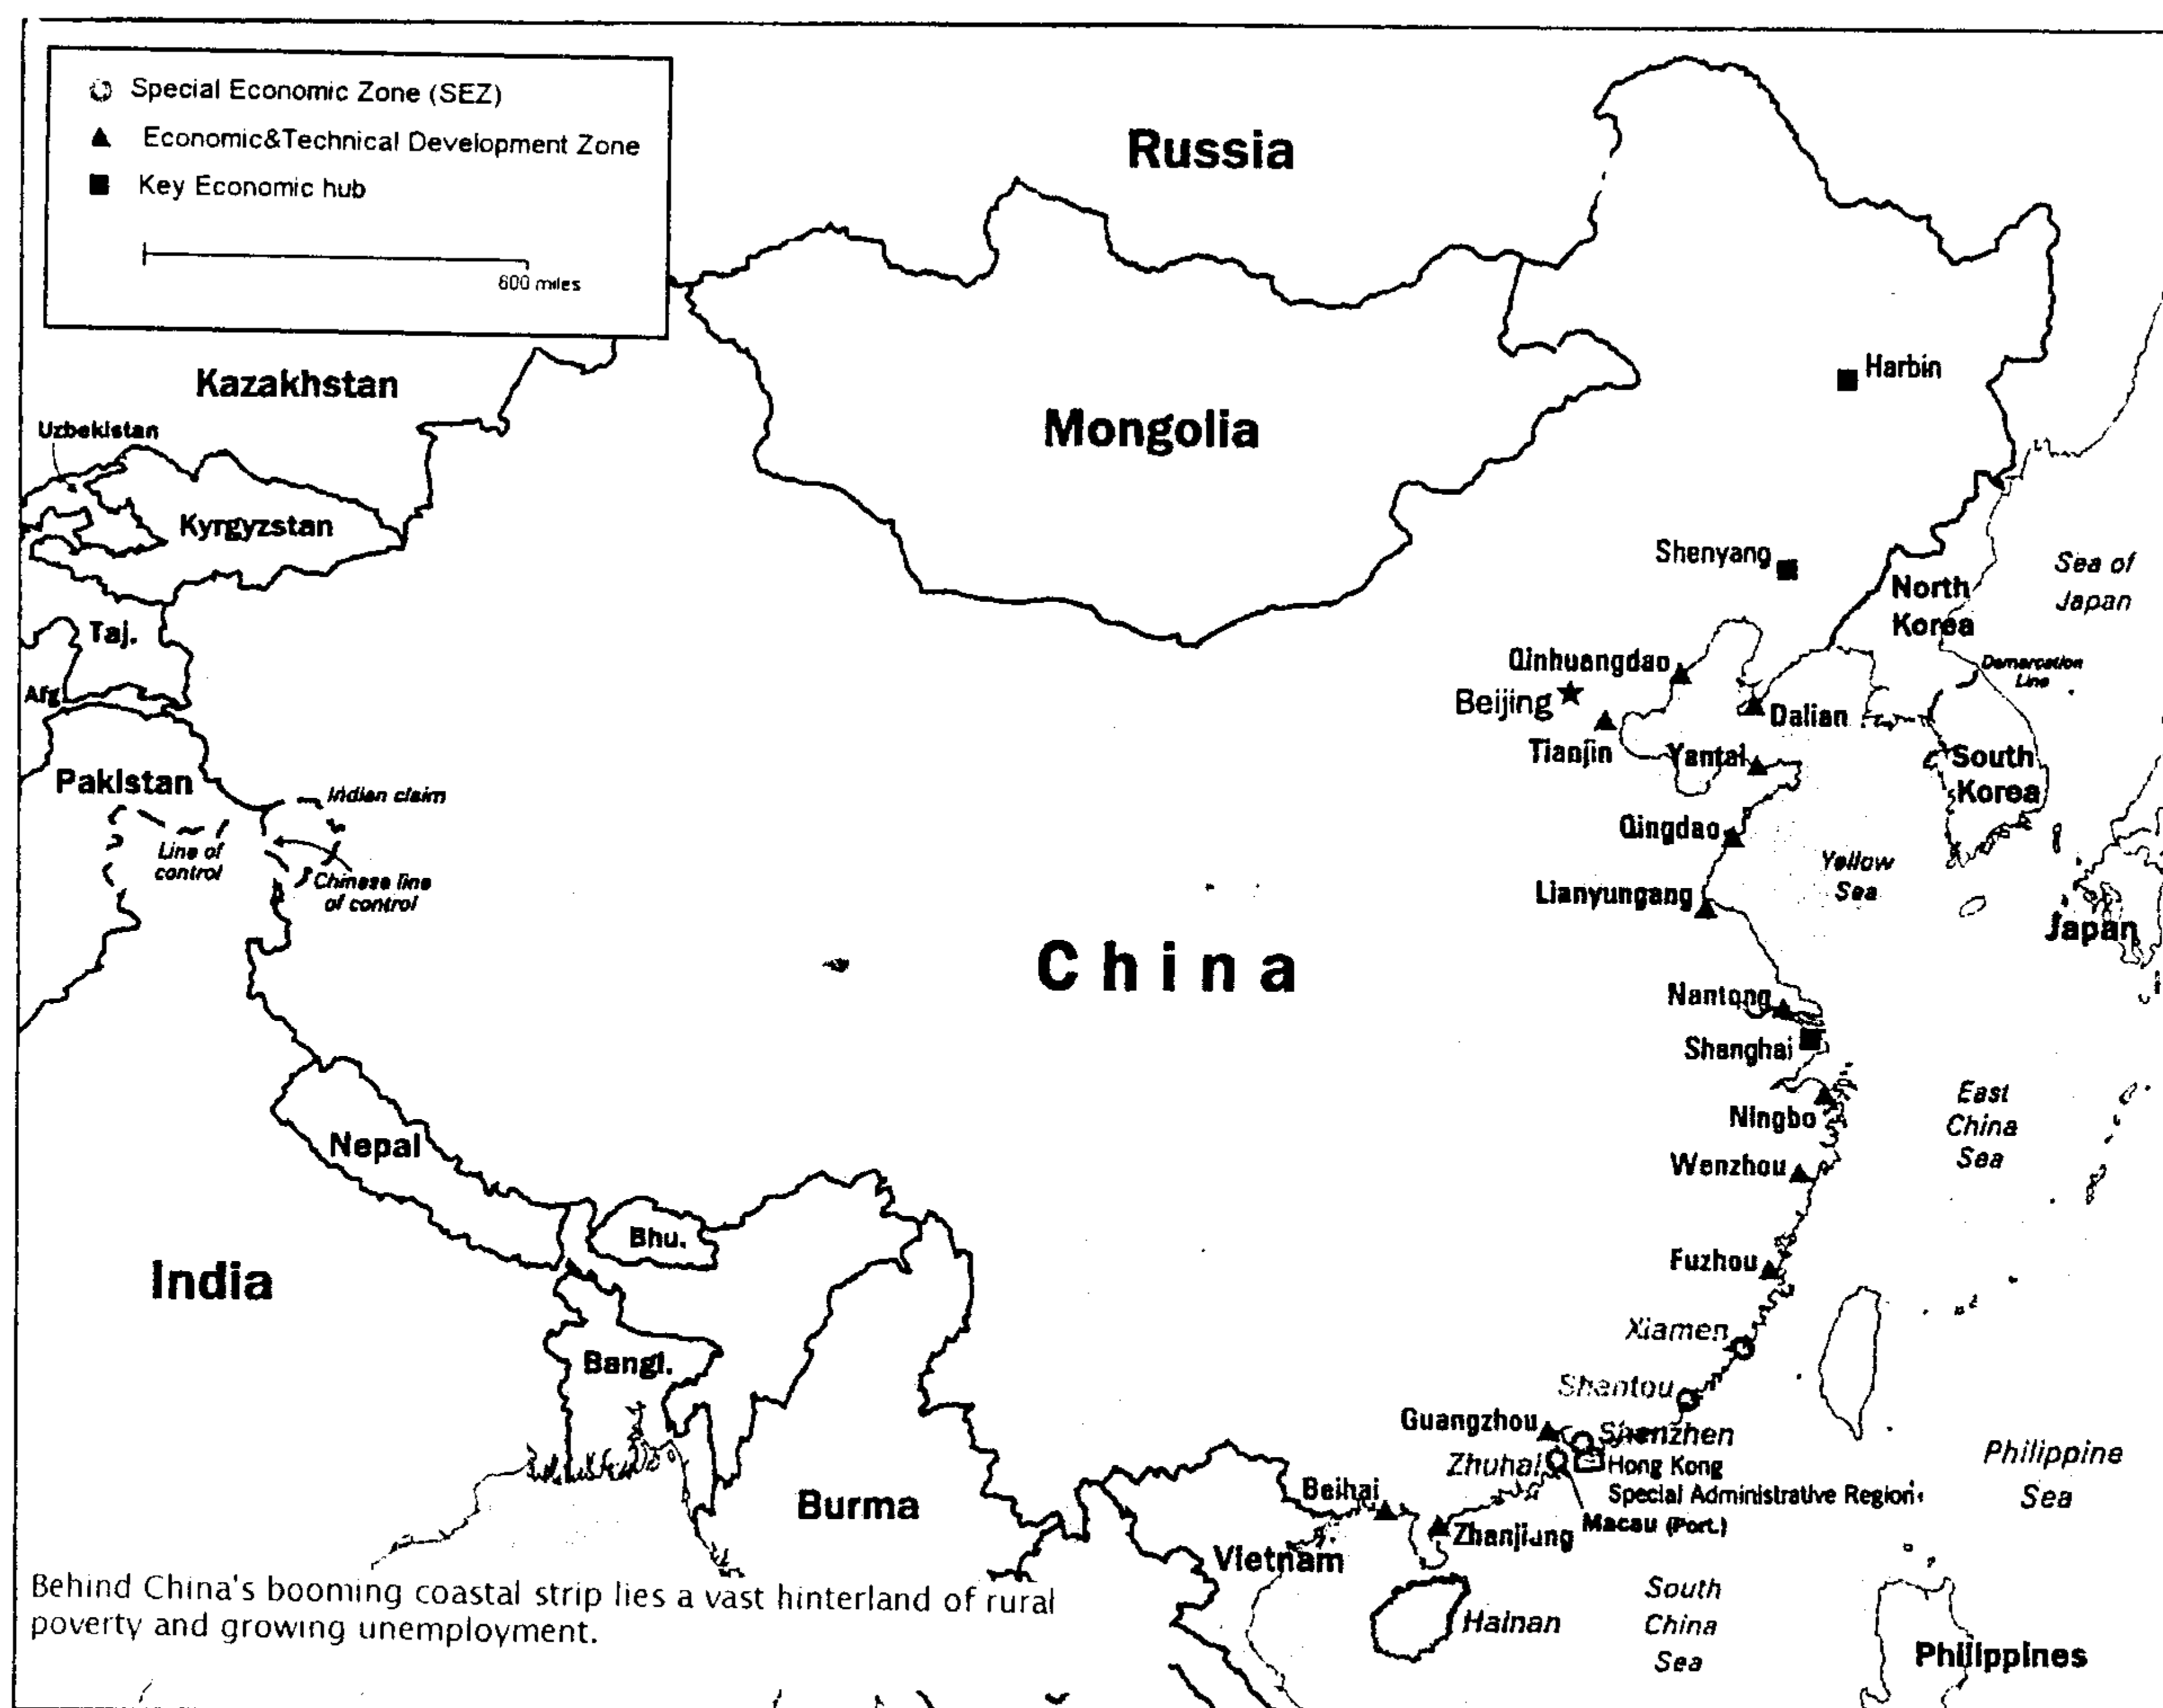 Special Economic Zone (SEZ)
Economic&Technical Development Zone
Key Economic hub
600 miles
Russia
Kazakhstan
Uzbekistan
Kyrgyzstan
Taj.
Afg
Mongolia
Harbin
Shenyang
North
Korea
Sea of
Japan
Qinhuangdao
Beijing
Tianjin
Dalian
Demarcation
Line
Yantai
South
Korea
Pakistan
Indian claim
Line of
control
Chinese line
of control
Qingdao
Yellow
Sea
Lianyungang
Japan
China
Nantong
Shanghai
Ningbo
East
China
Sea
Wenzhou
Nepal
Bhu.
India
Fuzhou
Bangl.
Xiamen
Shantou
Guangzhou
Shenzhen
Zhuhai
Hong Kong
Special Administrative Region
Macau (Port.)
Philippine
Sea
Burma
Beihai
Zhanjiang
Vietnam
Hainan
South
China
Sea
Philippines
Behind China's booming coastal strip lies a vast hinterland of rural
poverty and growing unemployment.